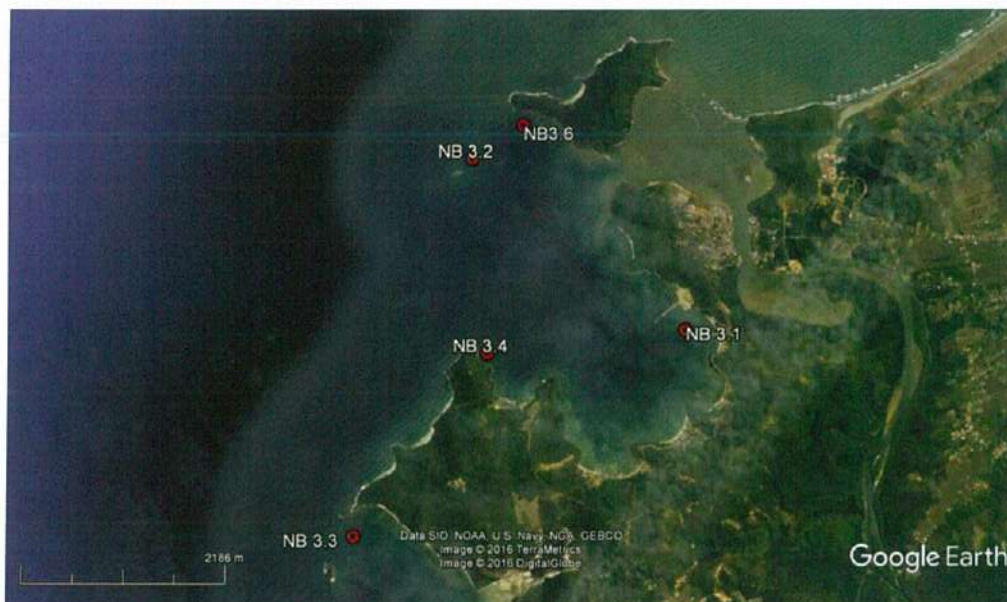 NB3.6
NB 3.2
NB 3.1
NB 3.4
NB 3.3
2186 m
Data SIO, NOAA, U.S. Navy, NGA, GEBCO
Image © 2016 TerraMetrics
Image © 2016 DigitalGlobe
Google Earth